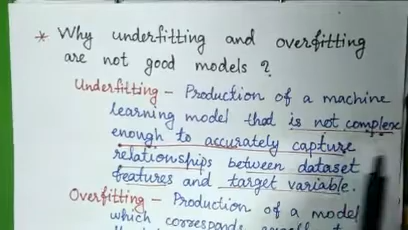 * Why underfitting and overfitting
are not good models ?
Underfitting - Production of a machine
learning model that is not complex
enough to accurately capture
relationships between dataset
features and target variable.
Overfitting - Production of a model
which corresponds